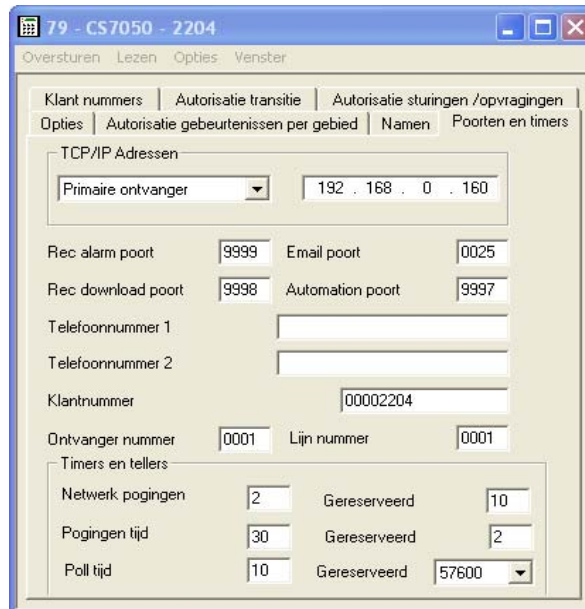 79 - CS7050 - 2204
Oversturen Lezen Opties Venster
Klant nummers Autorisatie transitie Autorisatie sturingen /opvragingen
Opties Autorisatie gebeurtenissen per gebied Namen Poorten en timers
TCP/IP Adressen
Primaire ontvanger 192 . 168 . 0 . 160
Rec alarm poort 9999 Email poort 0025
Rec download poort 9998 Automation poort 9997
Telefoonnummer 1
Telefoonnummer 2
Klantnummer 00002204
Ontvanger nummer 0001 Lijn nummer 0001
Timers en tellers
Netwerk pogingen 2 Gereserveerd 10
Pogingen tijd 30 Gereserveerd 2
Poll tijd 10 Gereserveerd 57600